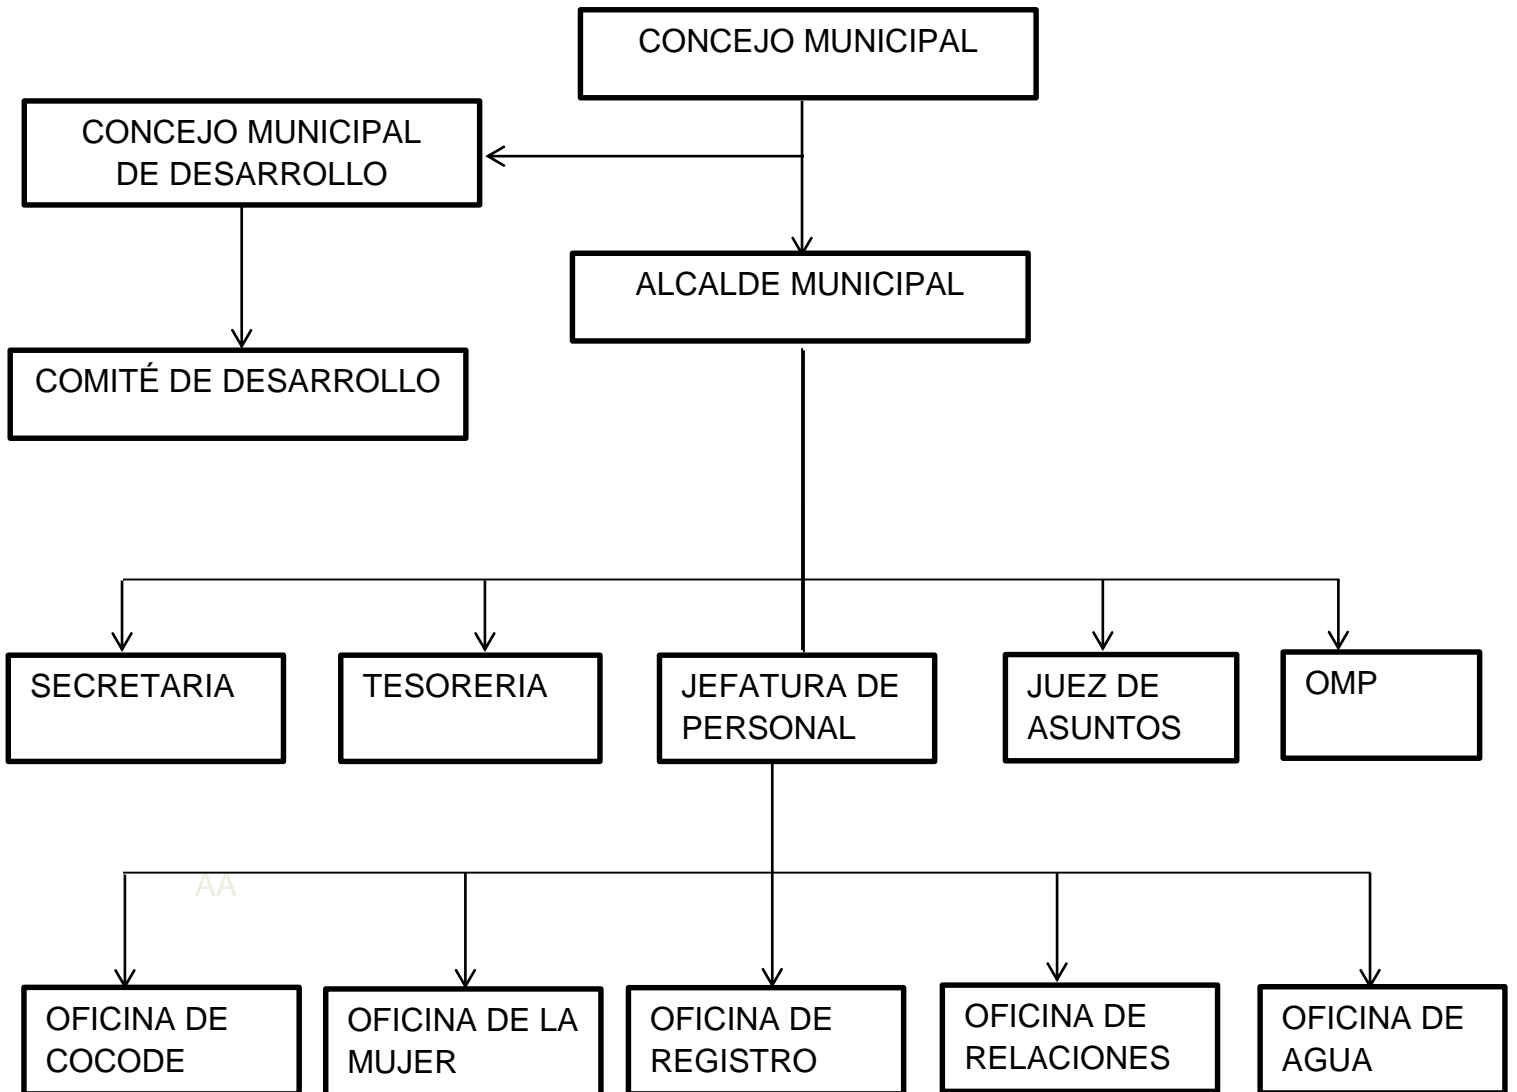 CONCEJO MUNICIPAL
CONCEJO MUNICIPAL
DE DESARROLLO
ALCALDE MUNICIPAL
COMITÉ DE DESARROLLO
SECRETARIA
TESORERIA
JEFATURA DE
PERSONAL
JUEZ DE
ASUNTOS
OMP
AA
OFICINA DE
COCODE
OFICINA DE LA
MUJER
OFICINA DE
REGISTRO
OFICINA DE
RELACIONES
OFICINA DE
AGUA